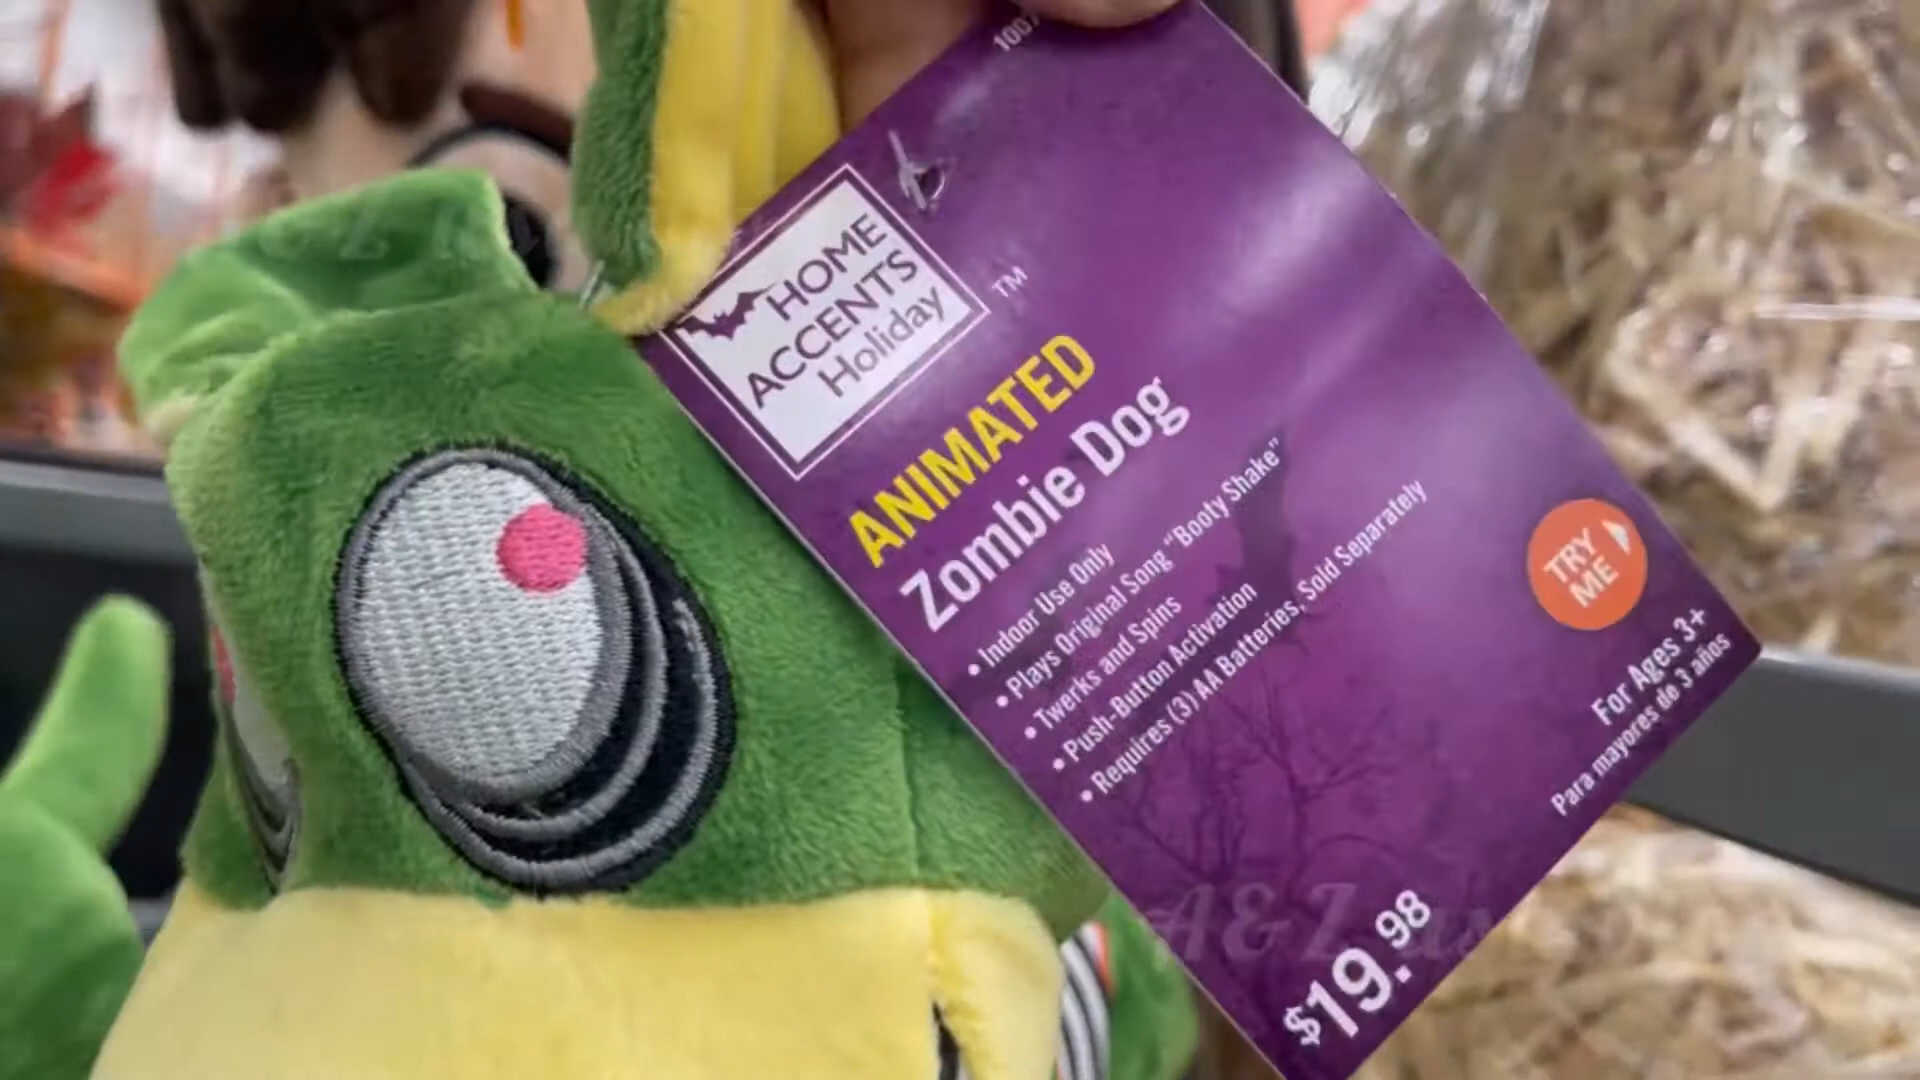 HOME
ACCENTS
Holiday
TM
ANIMATED
Zombie Dog
• Indoor Use Only
• Plays Original Song "Booty Shake"
• Twerks and Spins
• Push-Button Activation
• Requires (3) AA Batteries, Sold Separately
TRY
ME
For Ages 3+
Para mayores de 3 años
A&Z
$19.98